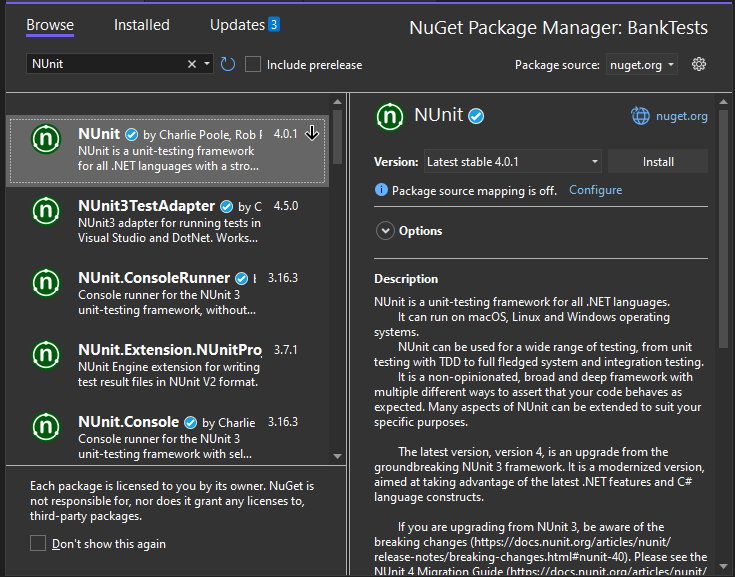 Browse Installed Updates 3 NuGet Package Manager: BankTests
NUnit Include prerelease Package source: nuget.org
NUnit by Charlie Poole, Rob 4.0.1
NUnit is a unit-testing framework
for all .NET languages with a stro...
NUnit3TestAdapter by C 4.5.0
NUnit3 adapter for running tests in
Visual Studio and DotNet. Works...
NUnit.ConsoleRunner 3.16.3
Console runner for the NUnit 3
unit-testing framework, without...
NUnit.Extension.NUnitPro 3.7.1
NUnit Engine extension for writing
test result files in NUnit V2 format.
NUnit.Console by Charlie 3.16.3
Console runner for the NUnit 3
unit-testing framework with sel...
Each package is licensed to you by its owner. NuGet is
not responsible for, nor does it grant any licenses to,
third-party packages.
Don't show this again
NUnit nuget.org
Version: Latest stable 4.0.1 Install
Package source mapping is off. Configure
Options
Description
NUnit is a unit-testing framework for all .NET languages.
It can run on macOS, Linux and Windows operating
systems.
NUnit can be used for a wide range of testing, from unit
testing with TDD to full fledged system and integration testing.
It is a non-opinionated, broad and deep framework with
multiple different ways to assert that your code behaves as
expected. Many aspects of NUnit can be extended to suit your
specific purposes.
The latest version, version 4, is an upgrade from the
groundbreaking NUnit 3 framework. It is a modernized version,
aimed at taking advantage of the latest .NET features and C#
language constructs.
If you are upgrading from NUnit 3, be aware of the
breaking changes (https://docs.nunit.org/articles/nunit/
release-notes/breaking-changes.html#nunit-40). Please see the
NUnit 4 Migration Guide (https://docs.nunit.org/articles/nunit/